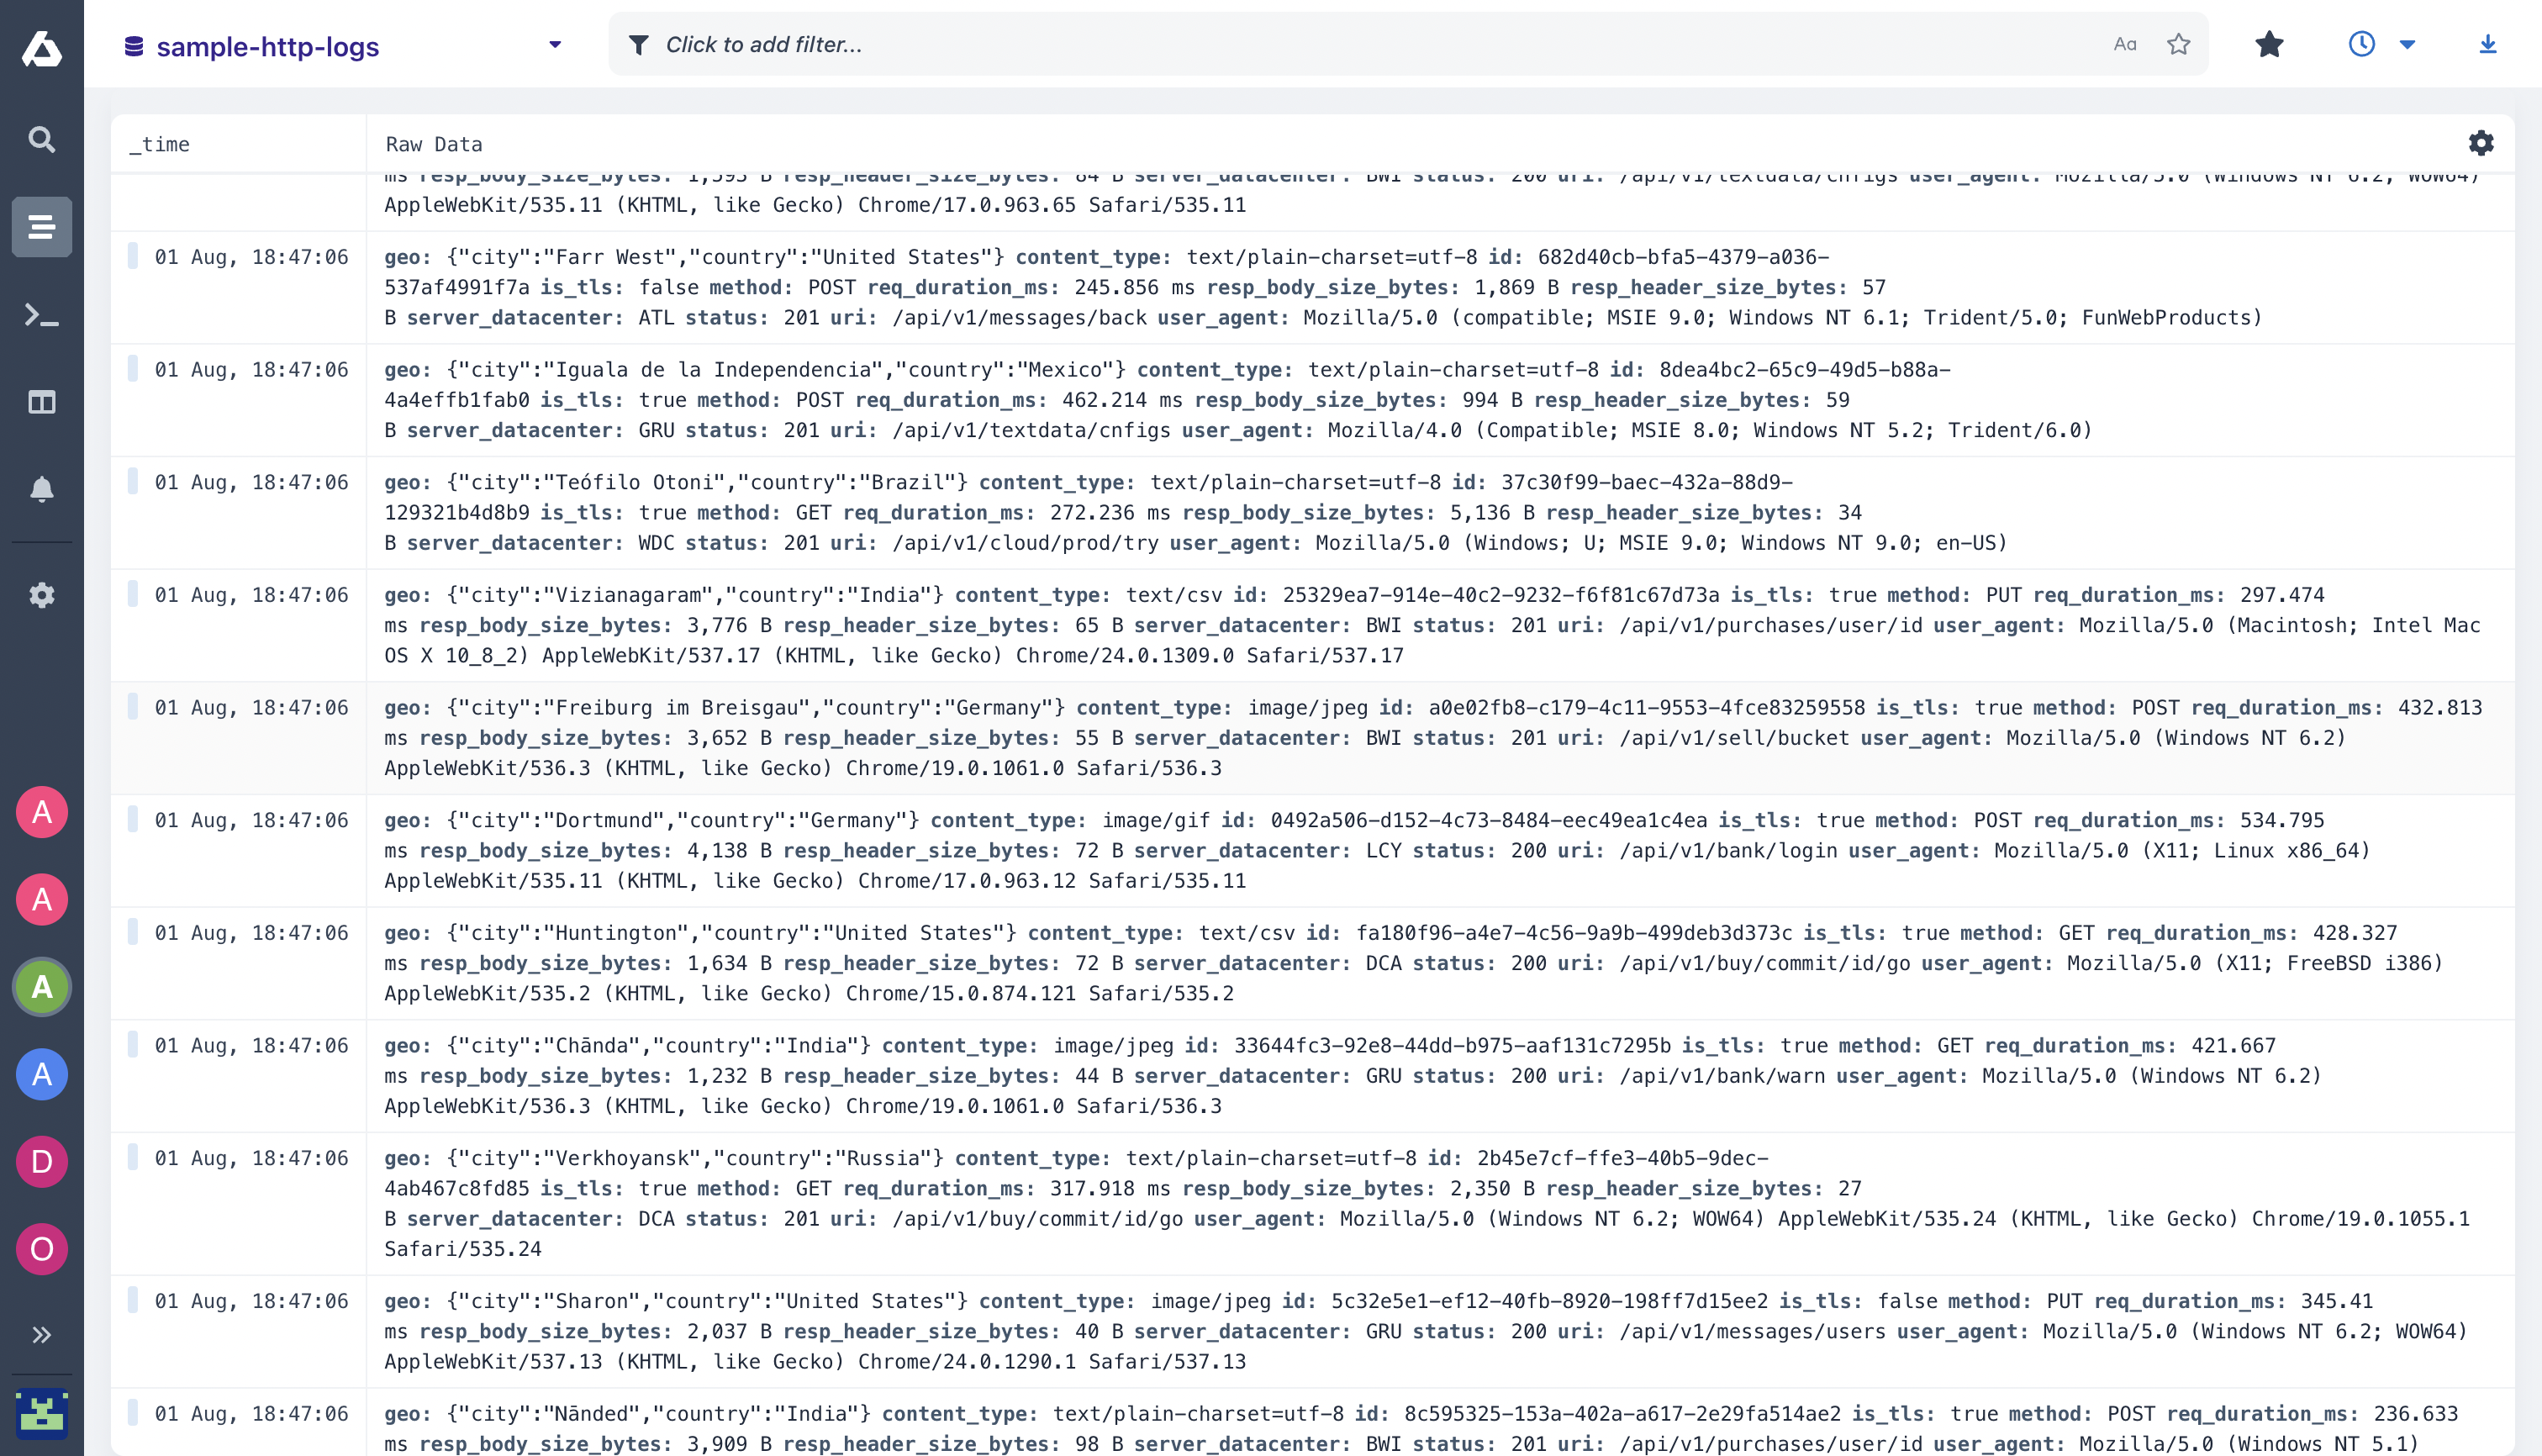 sample-http-logs
Click to add filter...
Aa
_time
Raw Data
ms resp_body_size_bytes: 1,593 B resp_header_size_bytes: 84 B server_datacenter: BWI status: 200 uri: /api/v1/textdata/cnfigs user_agent: Mozilla/5.0 (Windows NT 6.2; WOW64)
AppleWebKit/535.11 (KHTML, like Gecko) Chrome/17.0.963.65 Safari/535.11
01 Aug, 18:47:06
geo: {"city":"Farr West","country":"United States"} content_type: text/plain-charset=utf-8 id: 682d40cb-bfa5-4379-a036-
537af4991f7a is_tls: false method: POST req_duration_ms: 245.856 ms resp_body_size_bytes: 1,869 B resp_header_size_bytes: 57
B server_datacenter: ATL status: 201 uri: /api/v1/messages/back user_agent: Mozilla/5.0 (compatible; MSIE 9.0; Windows NT 6.1; Trident/5.0; FunWebProducts)
01 Aug, 18:47:06
geo: {"city":"Iguala de la Independencia","country":"Mexico"} content_type: text/plain-charset=utf-8 id: 8dea4bc2-65c9-49d5-b88a-
4a4effb1fab0 is_tls: true method: POST req_duration_ms: 462.214 ms resp_body_size_bytes: 994 B resp_header_size_bytes: 59
B server_datacenter: GRU status: 201 uri: /api/v1/textdata/cnfigs user_agent: Mozilla/4.0 (Compatible; MSIE 8.0; Windows NT 5.2; Trident/6.0)
01 Aug, 18:47:06
geo: {"city":"Teófilo Otoni","country":"Brazil"} content_type: text/plain-charset=utf-8 id: 37c30f99-baec-432a-88d9-
129321b4d8b9 is_tls: true method: GET req_duration_ms: 272.236 ms resp_body_size_bytes: 5,136 B resp_header_size_bytes: 34
B server_datacenter: WDC status: 201 uri: /api/v1/cloud/prod/try user_agent: Mozilla/5.0 (Windows; U; MSIE 9.0; Windows NT 9.0; en-US)
01 Aug, 18:47:06
geo: {"city":"Vizianagaram","country":"India"} content_type: text/csv id: 25329ea7-914e-40c2-9232-f6f81c67d73a is_tls: true method: PUT req_duration_ms: 297.474
ms resp_body_size_bytes: 3,776 B resp_header_size_bytes: 65 B server_datacenter: BWI status: 201 uri: /api/v1/purchases/user/id user_agent: Mozilla/5.0 (Macintosh; Intel Mac
OS X 10_8_2) AppleWebKit/537.17 (KHTML, like Gecko) Chrome/24.0.1309.0 Safari/537.17
01 Aug, 18:47:06
geo: {"city":"Freiburg im Breisgau","country":"Germany"} content_type: image/jpeg id: a0e02fb8-c179-4c11-9553-4fce83259558 is_tls: true method: POST req_duration_ms: 432.813
ms resp_body_size_bytes: 3,652 B resp_header_size_bytes: 55 B server_datacenter: BWI status: 201 uri: /api/v1/sell/bucket user_agent: Mozilla/5.0 (Windows NT 6.2)
AppleWebKit/536.3 (KHTML, like Gecko) Chrome/19.0.1061.0 Safari/536.3
01 Aug, 18:47:06
geo: {"city":"Dortmund","country":"Germany"} content_type: image/gif id: 0492a506-d152-4c73-8484-eec49ea1c4ea is_tls: true method: POST req_duration_ms: 534.795
ms resp_body_size_bytes: 4,138 B resp_header_size_bytes: 72 B server_datacenter: LCY status: 200 uri: /api/v1/bank/login user_agent: Mozilla/5.0 (X11; Linux x86_64)
AppleWebKit/535.11 (KHTML, like Gecko) Chrome/17.0.963.12 Safari/535.11
01 Aug, 18:47:06
geo: {"city":"Huntington","country":"United States"} content_type: text/csv id: fa180f96-a4e7-4c56-9a9b-499deb3d373c is_tls: true method: GET req_duration_ms: 428.327
ms resp_body_size_bytes: 1,634 B resp_header_size_bytes: 72 B server_datacenter: DCA status: 200 uri: /api/v1/buy/commit/id/go user_agent: Mozilla/5.0 (X11; FreeBSD i386)
AppleWebKit/535.2 (KHTML, like Gecko) Chrome/15.0.874.121 Safari/535.2
01 Aug, 18:47:06
geo: {"city":"Chānda","country":"India"} content_type: image/jpeg id: 33644fc3-92e8-44dd-b975-aaf131c7295b is_tls: true method: GET req_duration_ms: 421.667
ms resp_body_size_bytes: 1,232 B resp_header_size_bytes: 44 B server_datacenter: GRU status: 200 uri: /api/v1/bank/warn user_agent: Mozilla/5.0 (Windows NT 6.2)
AppleWebKit/536.3 (KHTML, like Gecko) Chrome/19.0.1061.0 Safari/536.3
01 Aug, 18:47:06
geo: {"city":"Verkhoyansk","country":"Russia"} content_type: text/plain-charset=utf-8 id: 2b45e7cf-ffe3-40b5-9dec-
4ab467c8fd85 is_tls: true method: GET req_duration_ms: 317.918 ms resp_body_size_bytes: 2,350 B resp_header_size_bytes: 27
B server_datacenter: DCA status: 201 uri: /api/v1/buy/commit/id/go user_agent: Mozilla/5.0 (Windows NT 6.2; WOW64) AppleWebKit/535.24 (KHTML, like Gecko) Chrome/19.0.1055.1
Safari/535.24
01 Aug, 18:47:06
geo: {"city":"Sharon","country":"United States"} content_type: image/jpeg id: 5c32e5e1-ef12-40fb-8920-198ff7d15ee2 is_tls: false method: PUT req_duration_ms: 345.41
ms resp_body_size_bytes: 2,037 B resp_header_size_bytes: 40 B server_datacenter: GRU status: 200 uri: /api/v1/messages/users user_agent: Mozilla/5.0 (Windows NT 6.2; WOW64)
AppleWebKit/537.13 (KHTML, like Gecko) Chrome/24.0.1290.1 Safari/537.13
01 Aug, 18:47:06
geo: {"city":"Nānded","country":"India"} content_type: text/plain-charset=utf-8 id: 8c595325-153a-402a-a617-2e29fa514ae2 is_tls: true method: POST req_duration_ms: 236.633
ms resp_body_size_bytes: 3,909 B resp_header_size_bytes: 98 B server_datacenter: BWI status: 201 uri: /api/v1/purchases/user/id user_agent: Mozilla/5.0 (Windows NT 5.1)
A
A
A
A
D
O